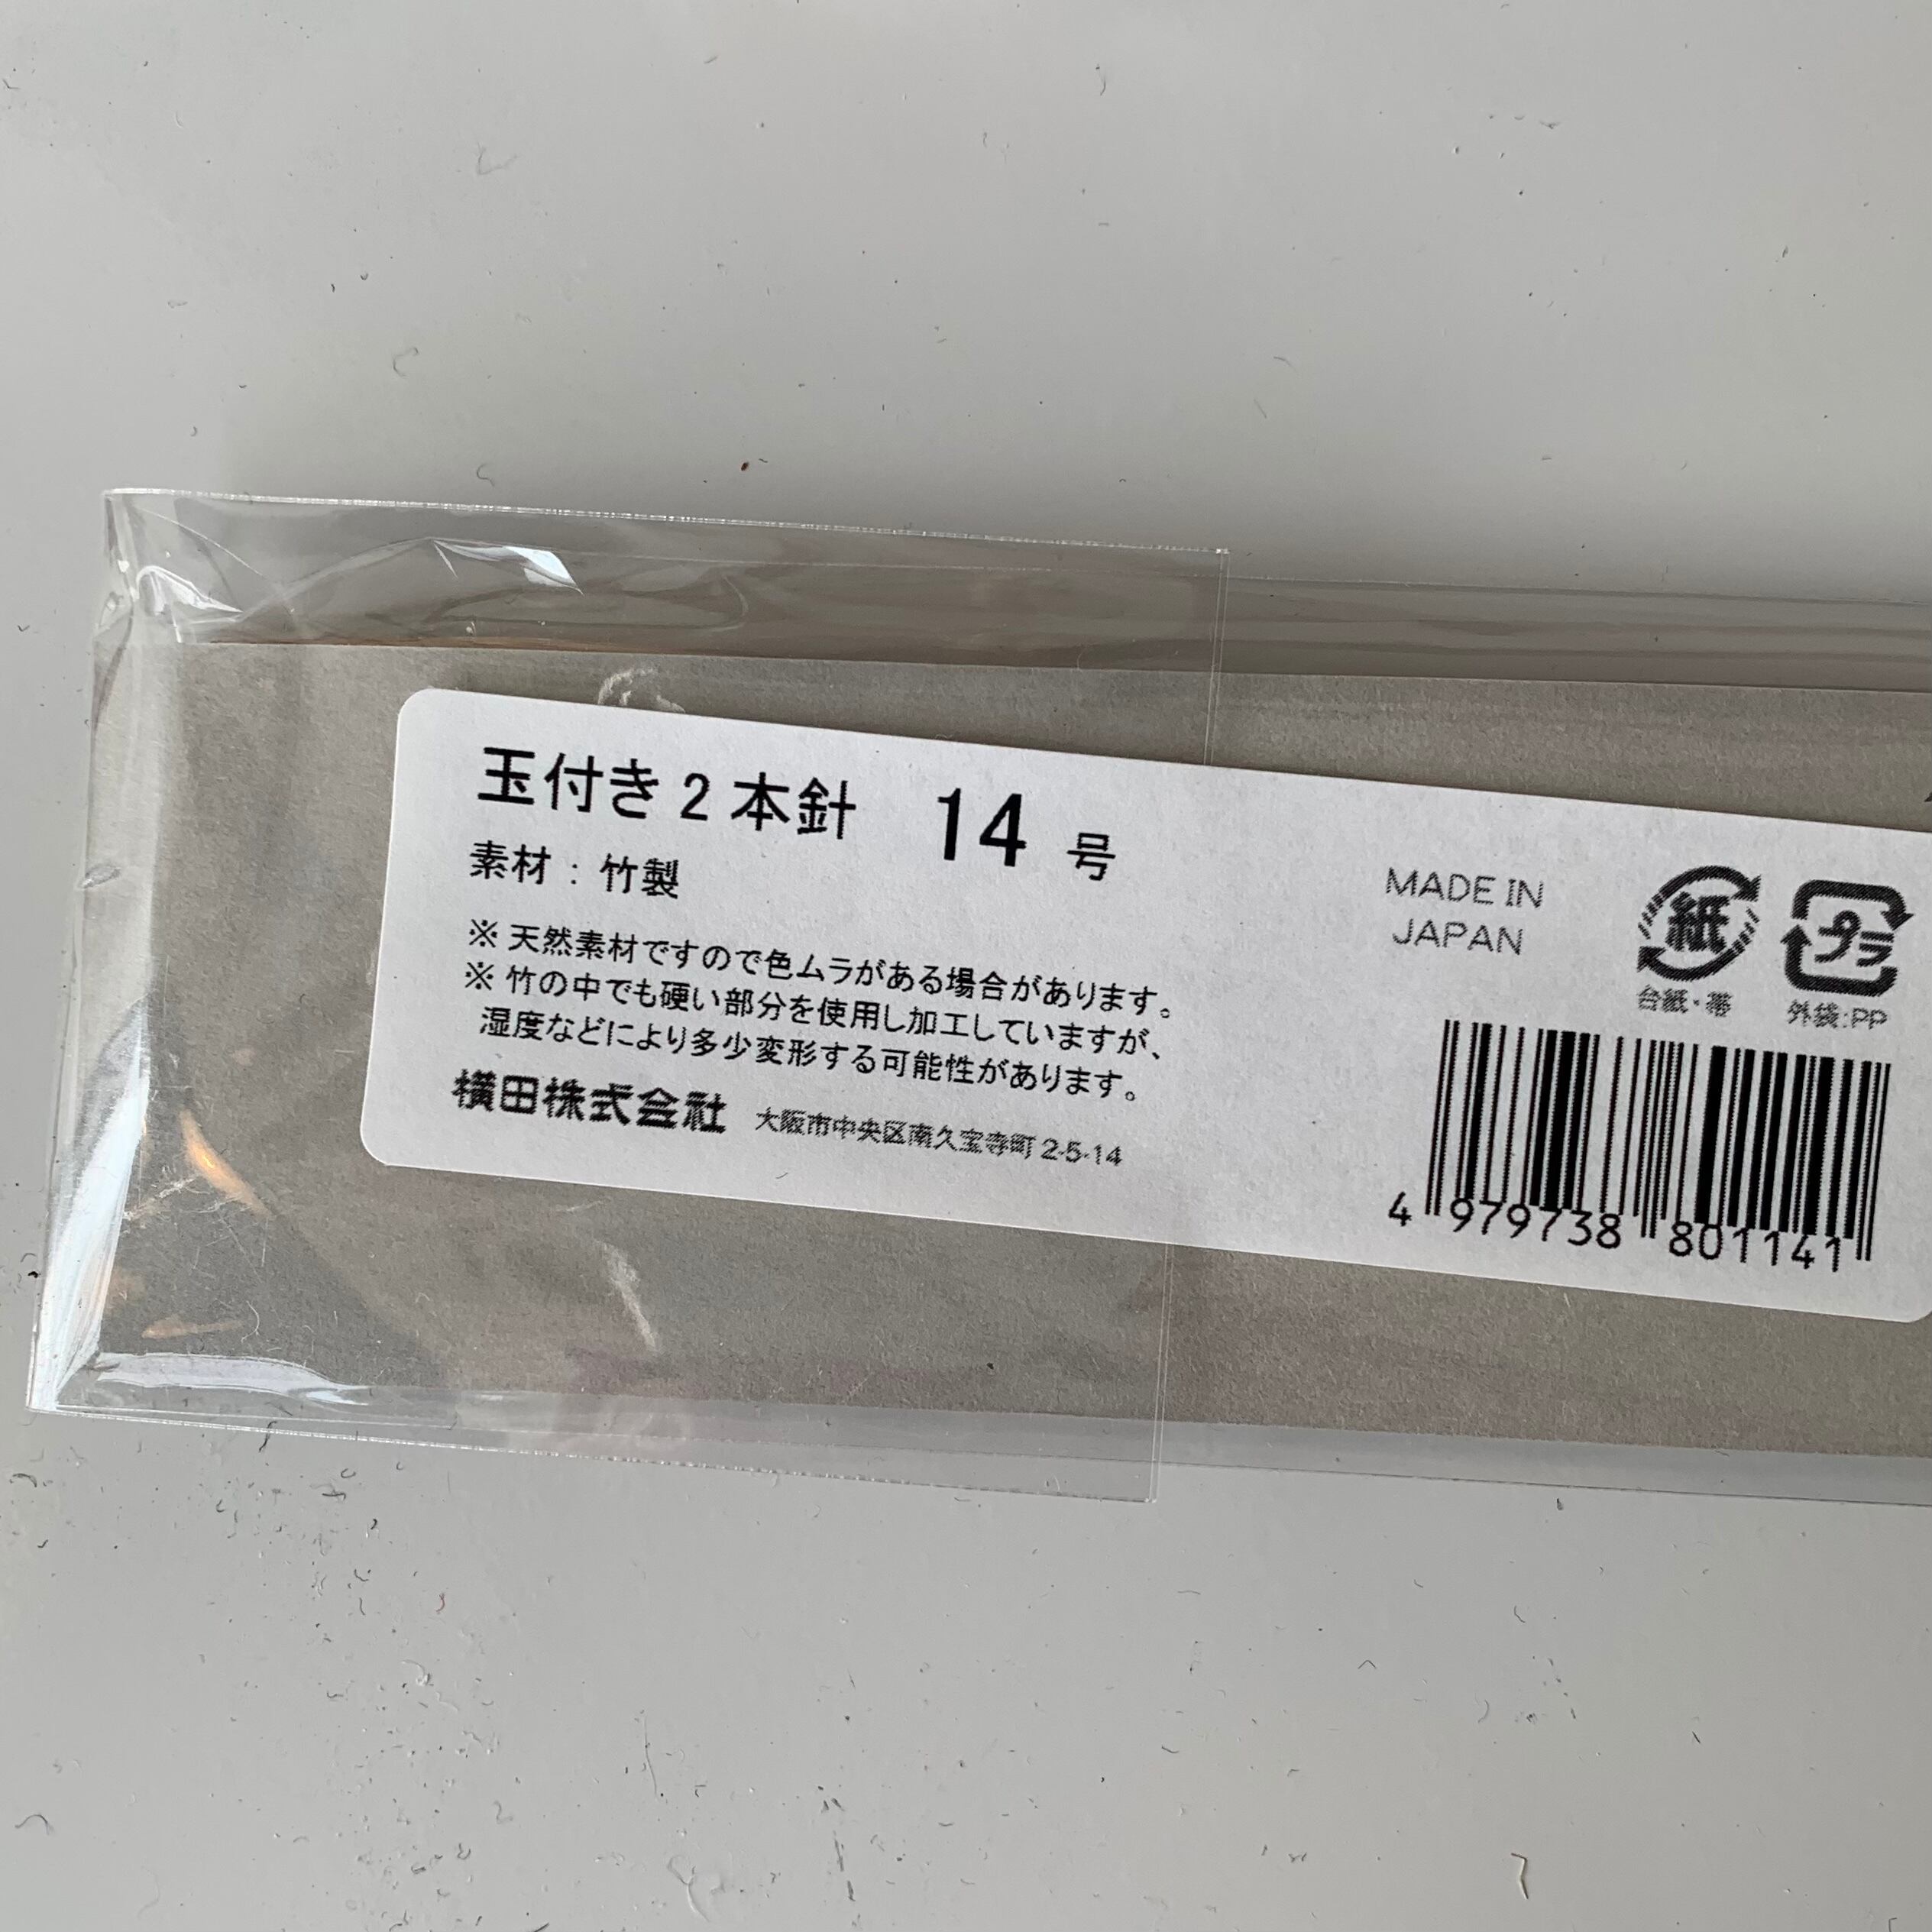 玉付き2本針 14号
素材：竹製
※天然素材ですので色ムラがある場合があります。
※竹の中でも硬い部分を使用し加工していますが、
湿度などにより多少変形する可能性があります。
横田株式会社 大阪市中央区南久宝寺町2-5-14
MADE IN
JAPAN
紙
台紙・帯
プラ
外袋:PP
4 979738 801141